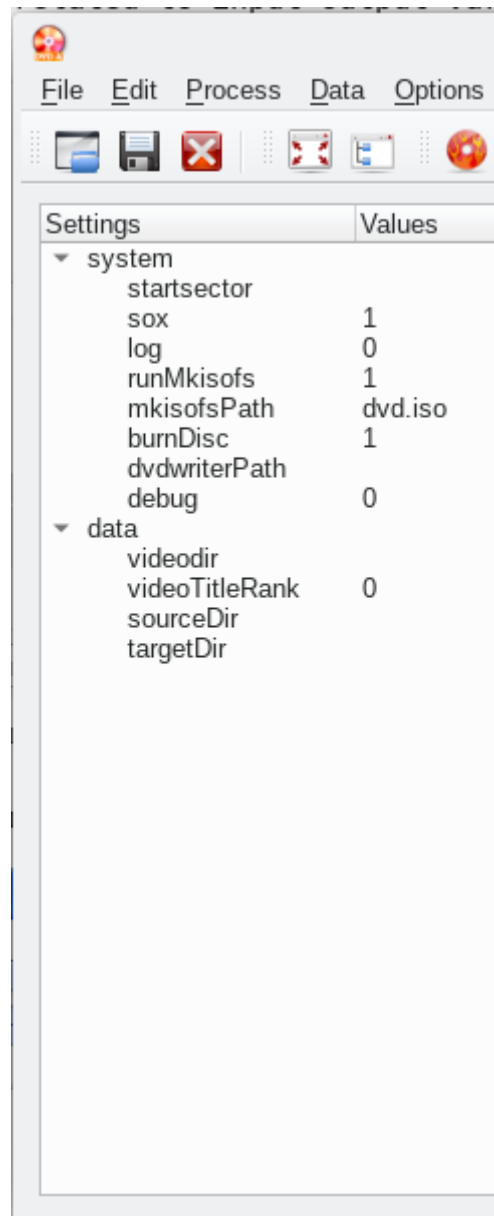 File Edit Process Data Options
Settings Values
system
startsector
sox 1
log 0
runMkisofs 1
mkisofsPath dvd.iso
burnDisc 1
dvdwriterPath
debug 0
data
videodir
videoTitleRank 0
sourceDir
targetDir